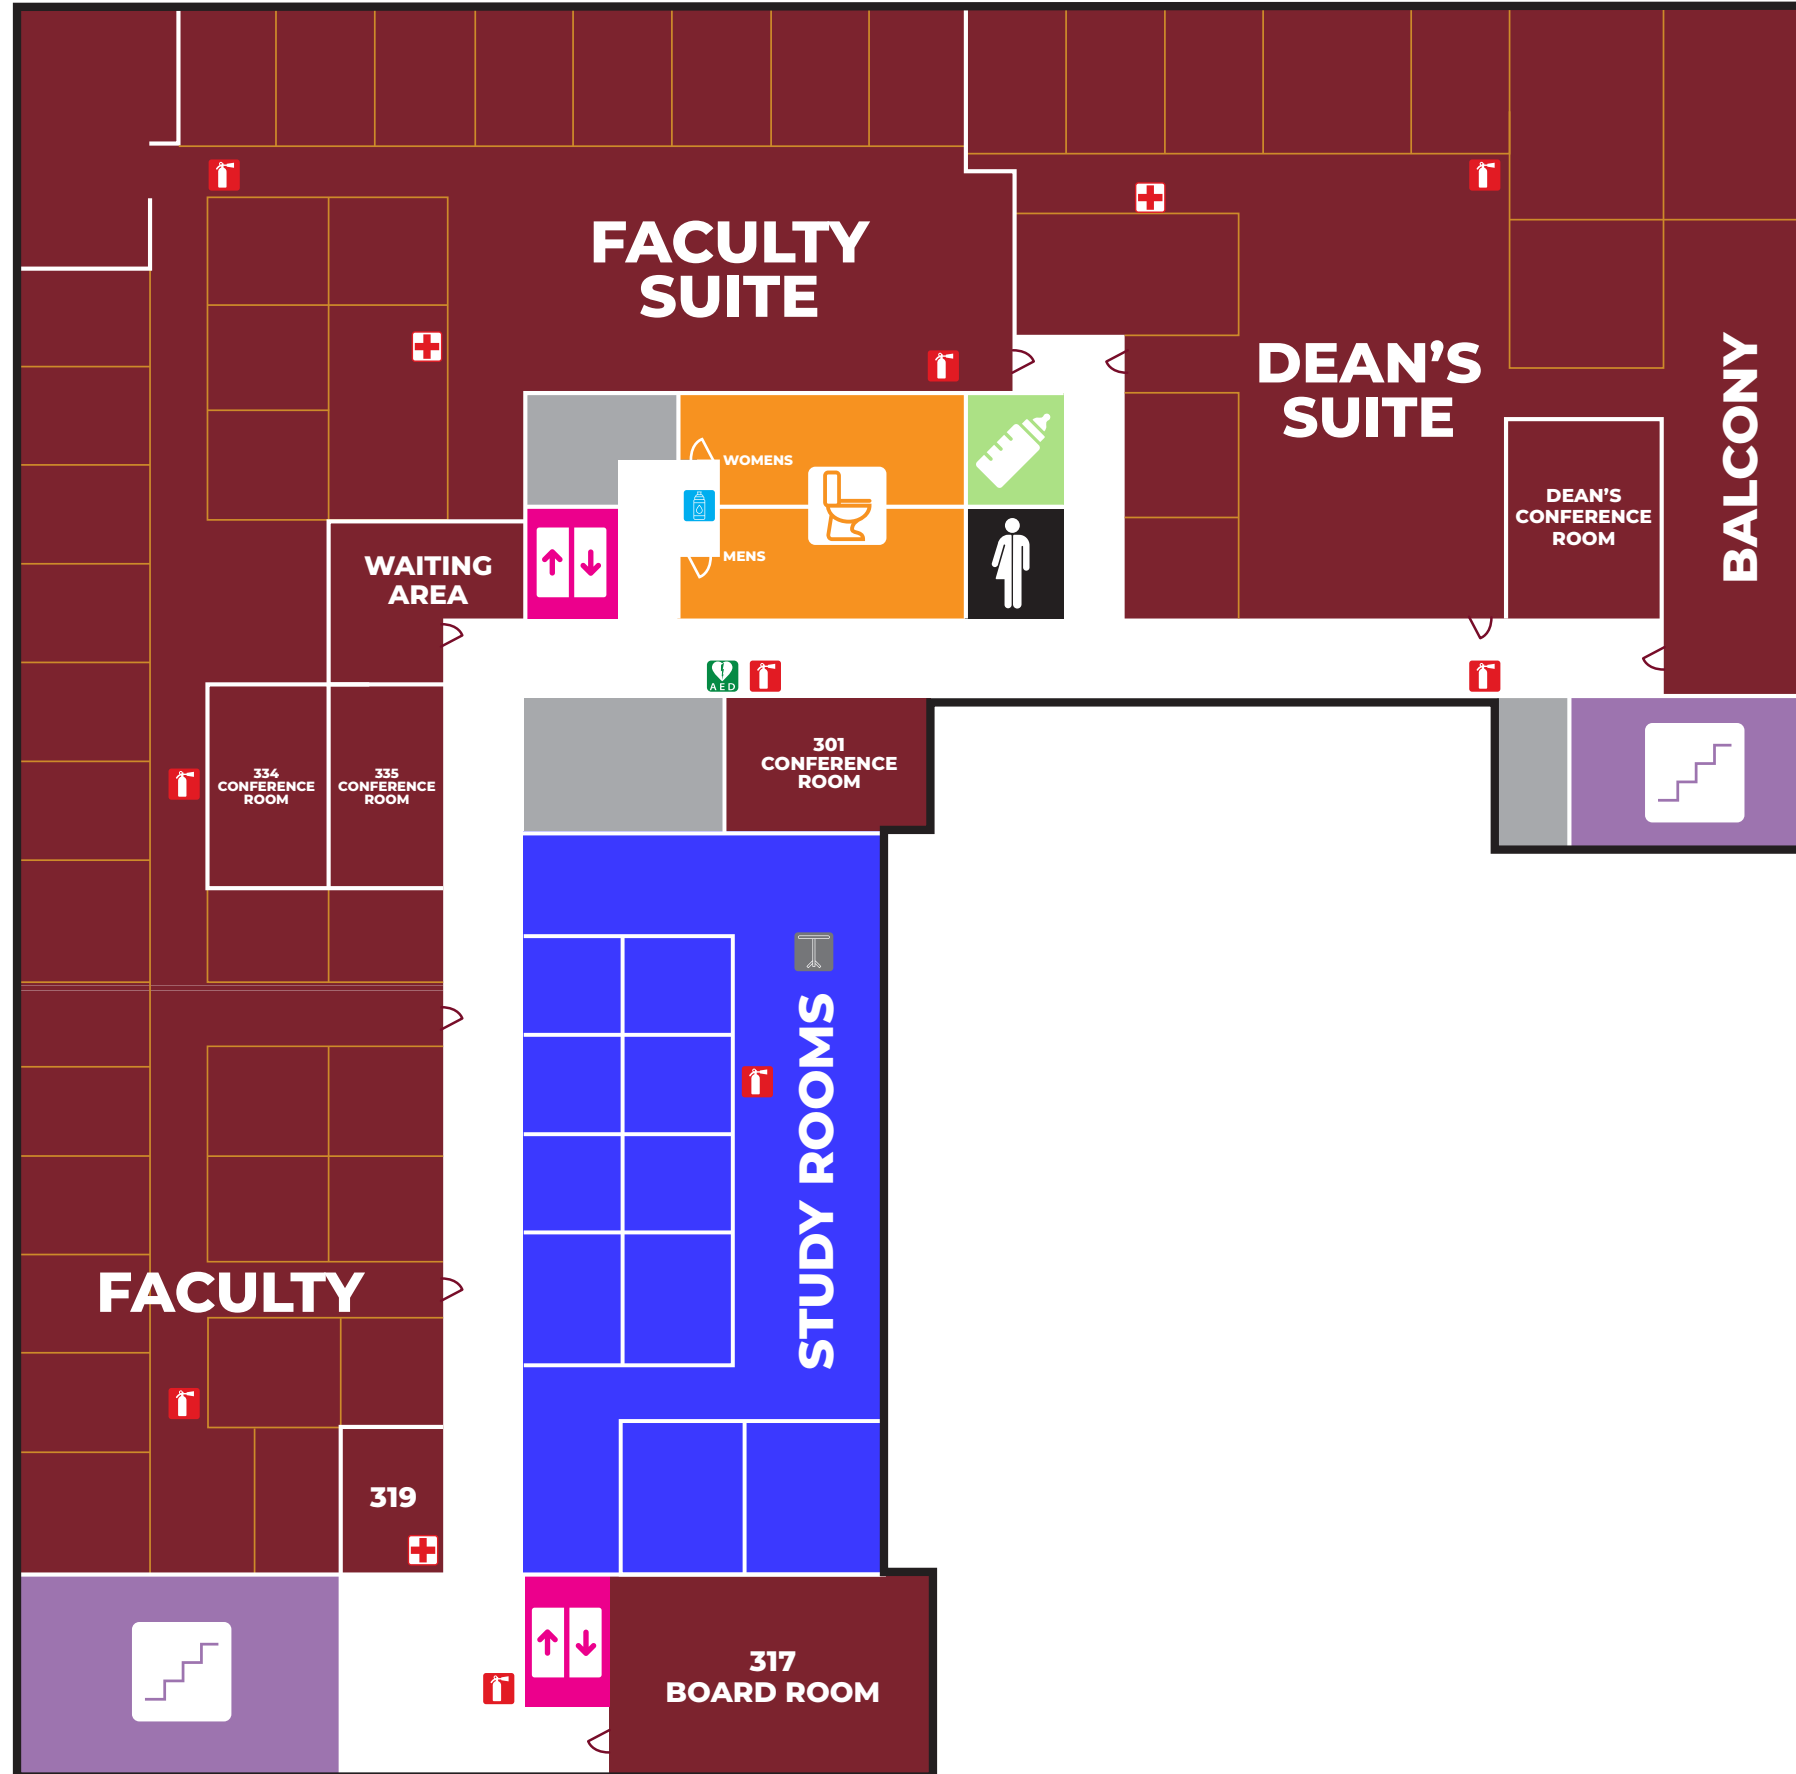 FACULTY
SUITE
DEAN'S
SUITE
BALCONY
WOMENS
MENS
DEAN'S
CONFERENCE
ROOM
WAITING
AREA
AED
301
CONFERENCE
ROOM
334
CONFERENCE
ROOM
335
CONFERENCE
ROOM
STUDY ROOMS
FACULTY
319
317
BOARD ROOM